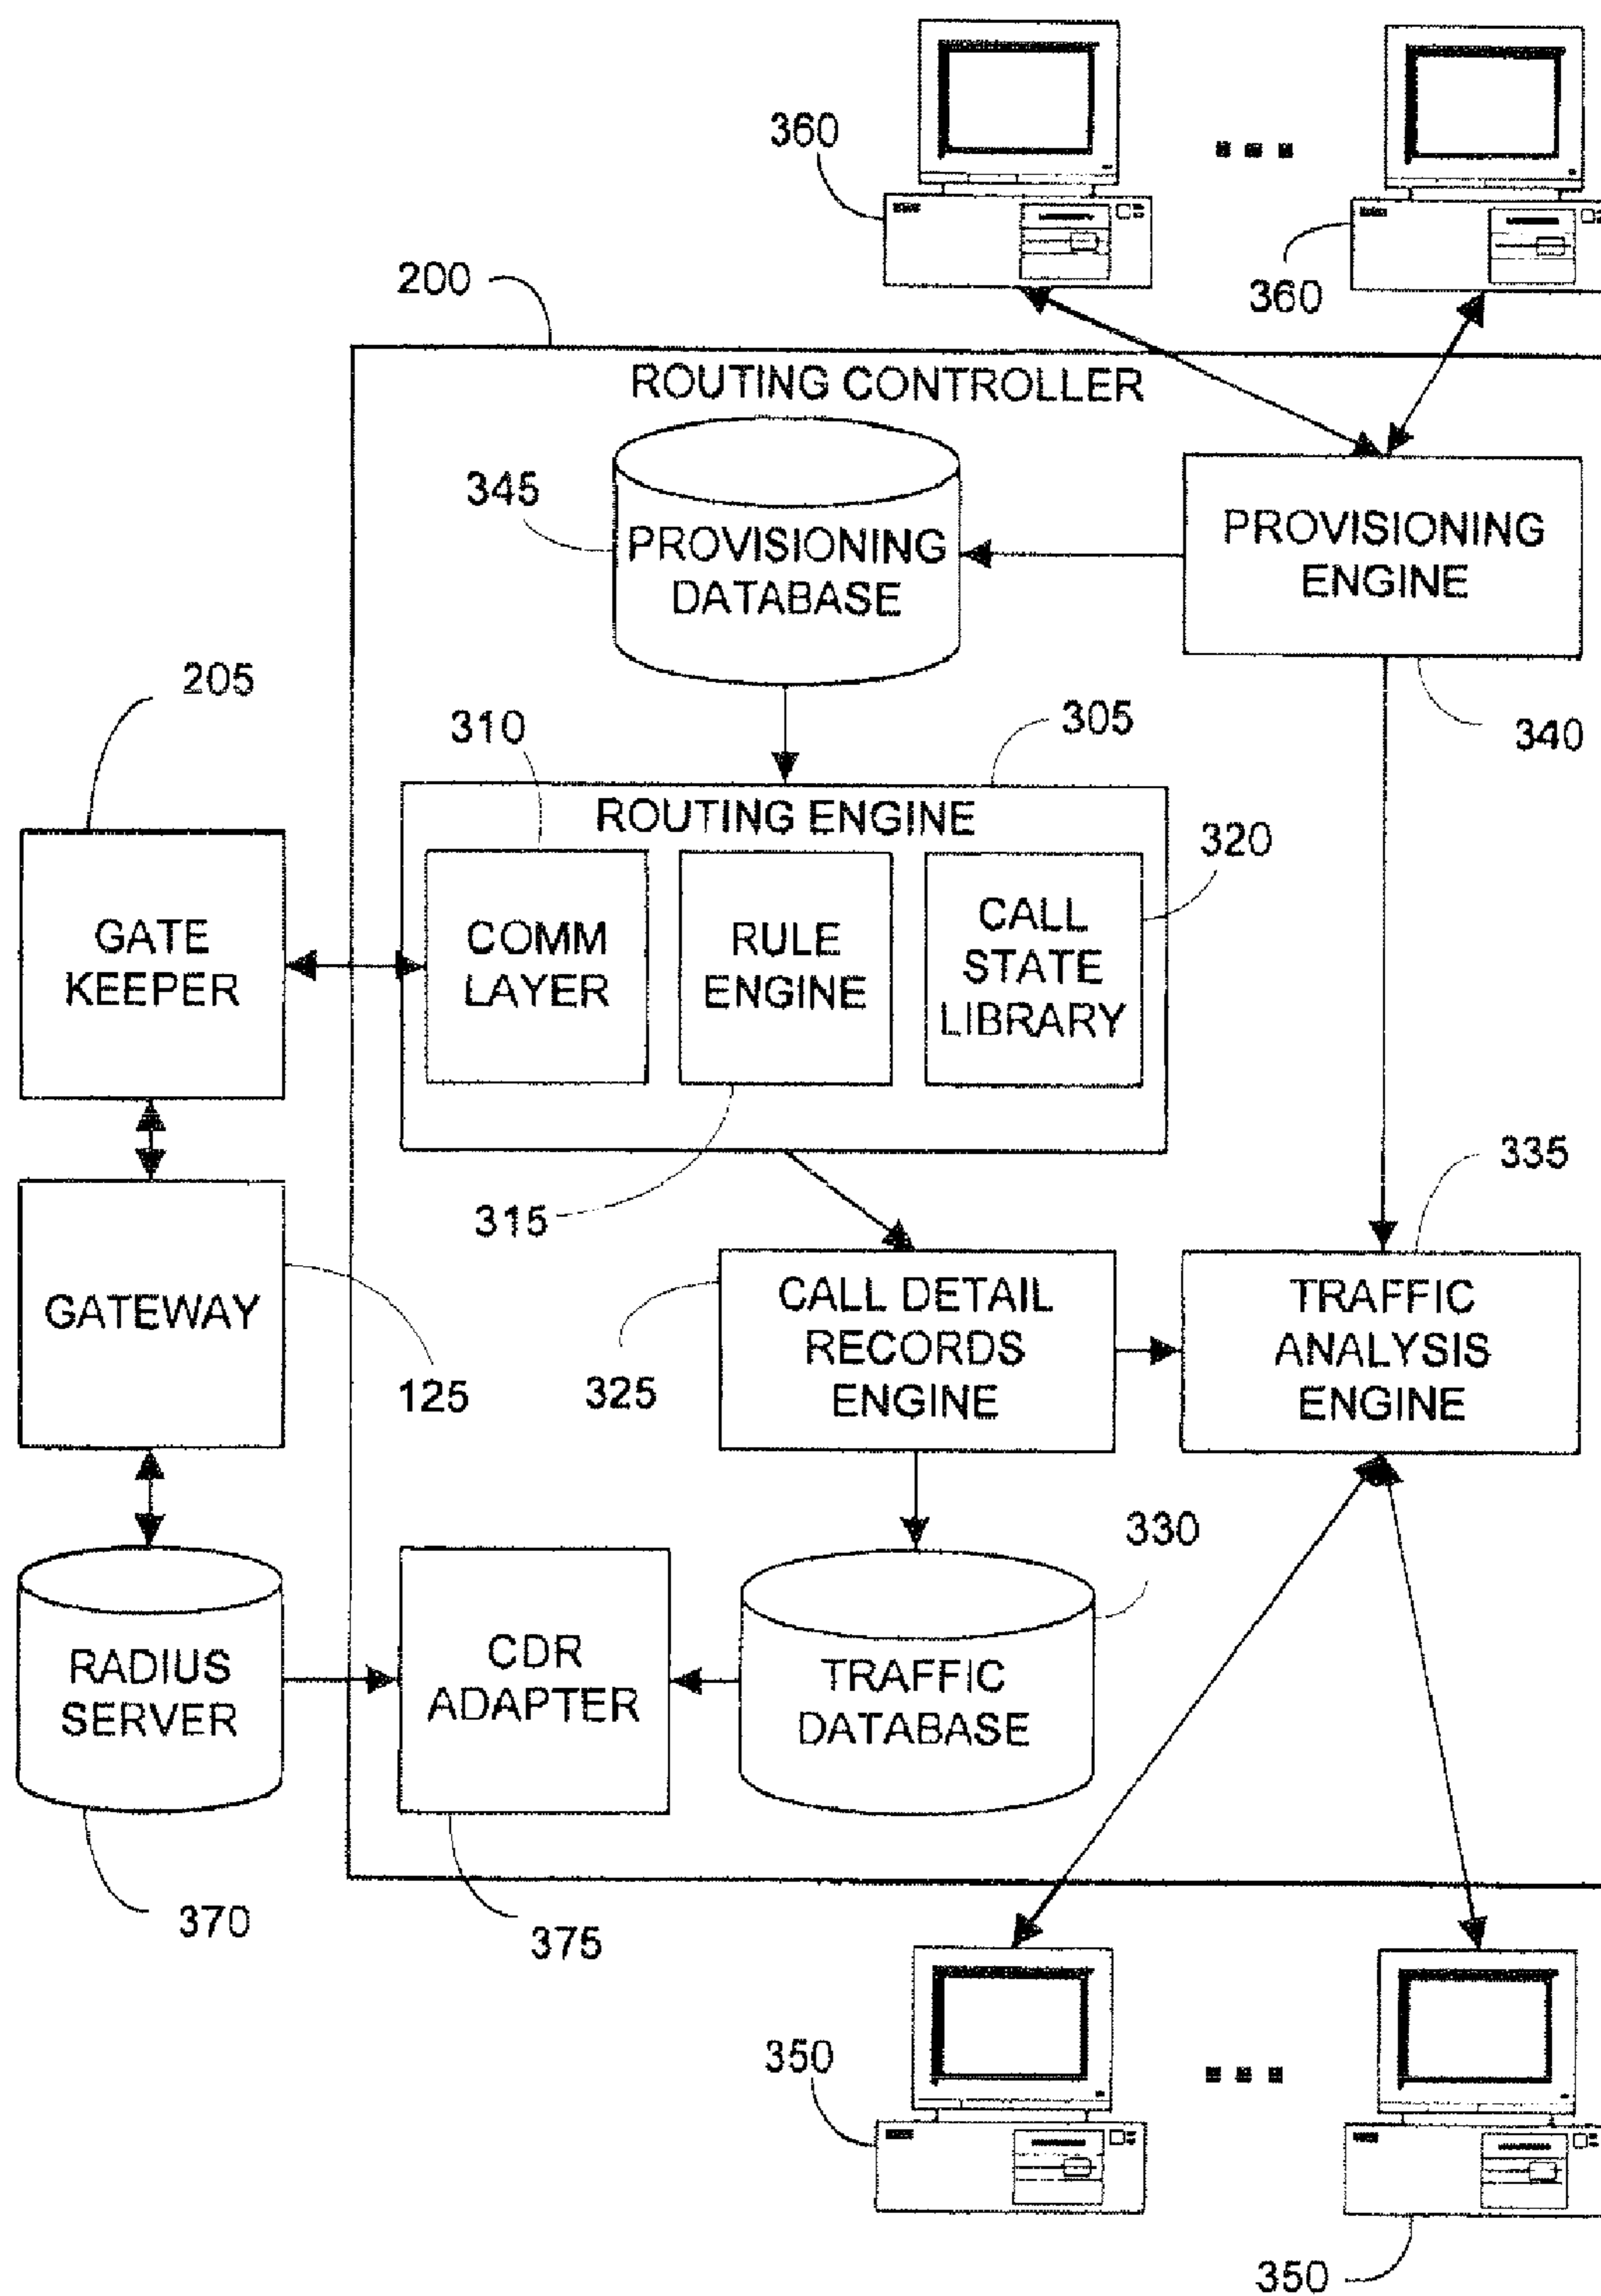 360
360
200
ROUTING CONTROLLER
345
PROVISIONING
DATABASE
PROVISIONING
ENGINE
340
205
310
305
ROUTING ENGINE
320
GATE
KEEPER
COMM
LAYER
RULE
ENGINE
CALL
STATE
LIBRARY
315
335
GATEWAY
125
325
CALL DETAIL
RECORDS
ENGINE
TRAFFIC
ANALYSIS
ENGINE
330
RADIUS
SERVER
CDR
ADAPTER
TRAFFIC
DATABASE
370
375
350
350